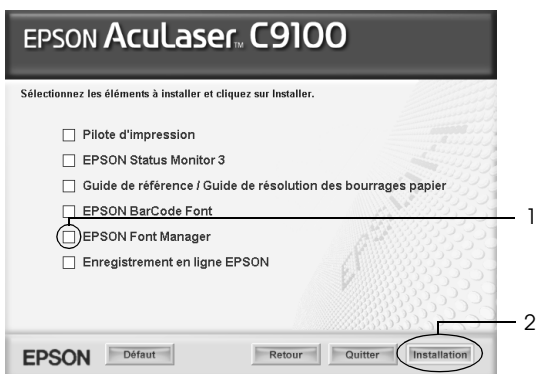 EPSON AcuLaser™ C9100
Sélectionnez les éléments à installer et cliquez sur Installer.
Pilote d'impression
EPSON Status Monitor 3
Guide de référence / Guide de résolution des bourrages papier
EPSON BarCode Font
1
EPSON Font Manager
Enregistrement en ligne EPSON
EPSON
2
EPSON
Défaut
Retour
Quitter
Installation